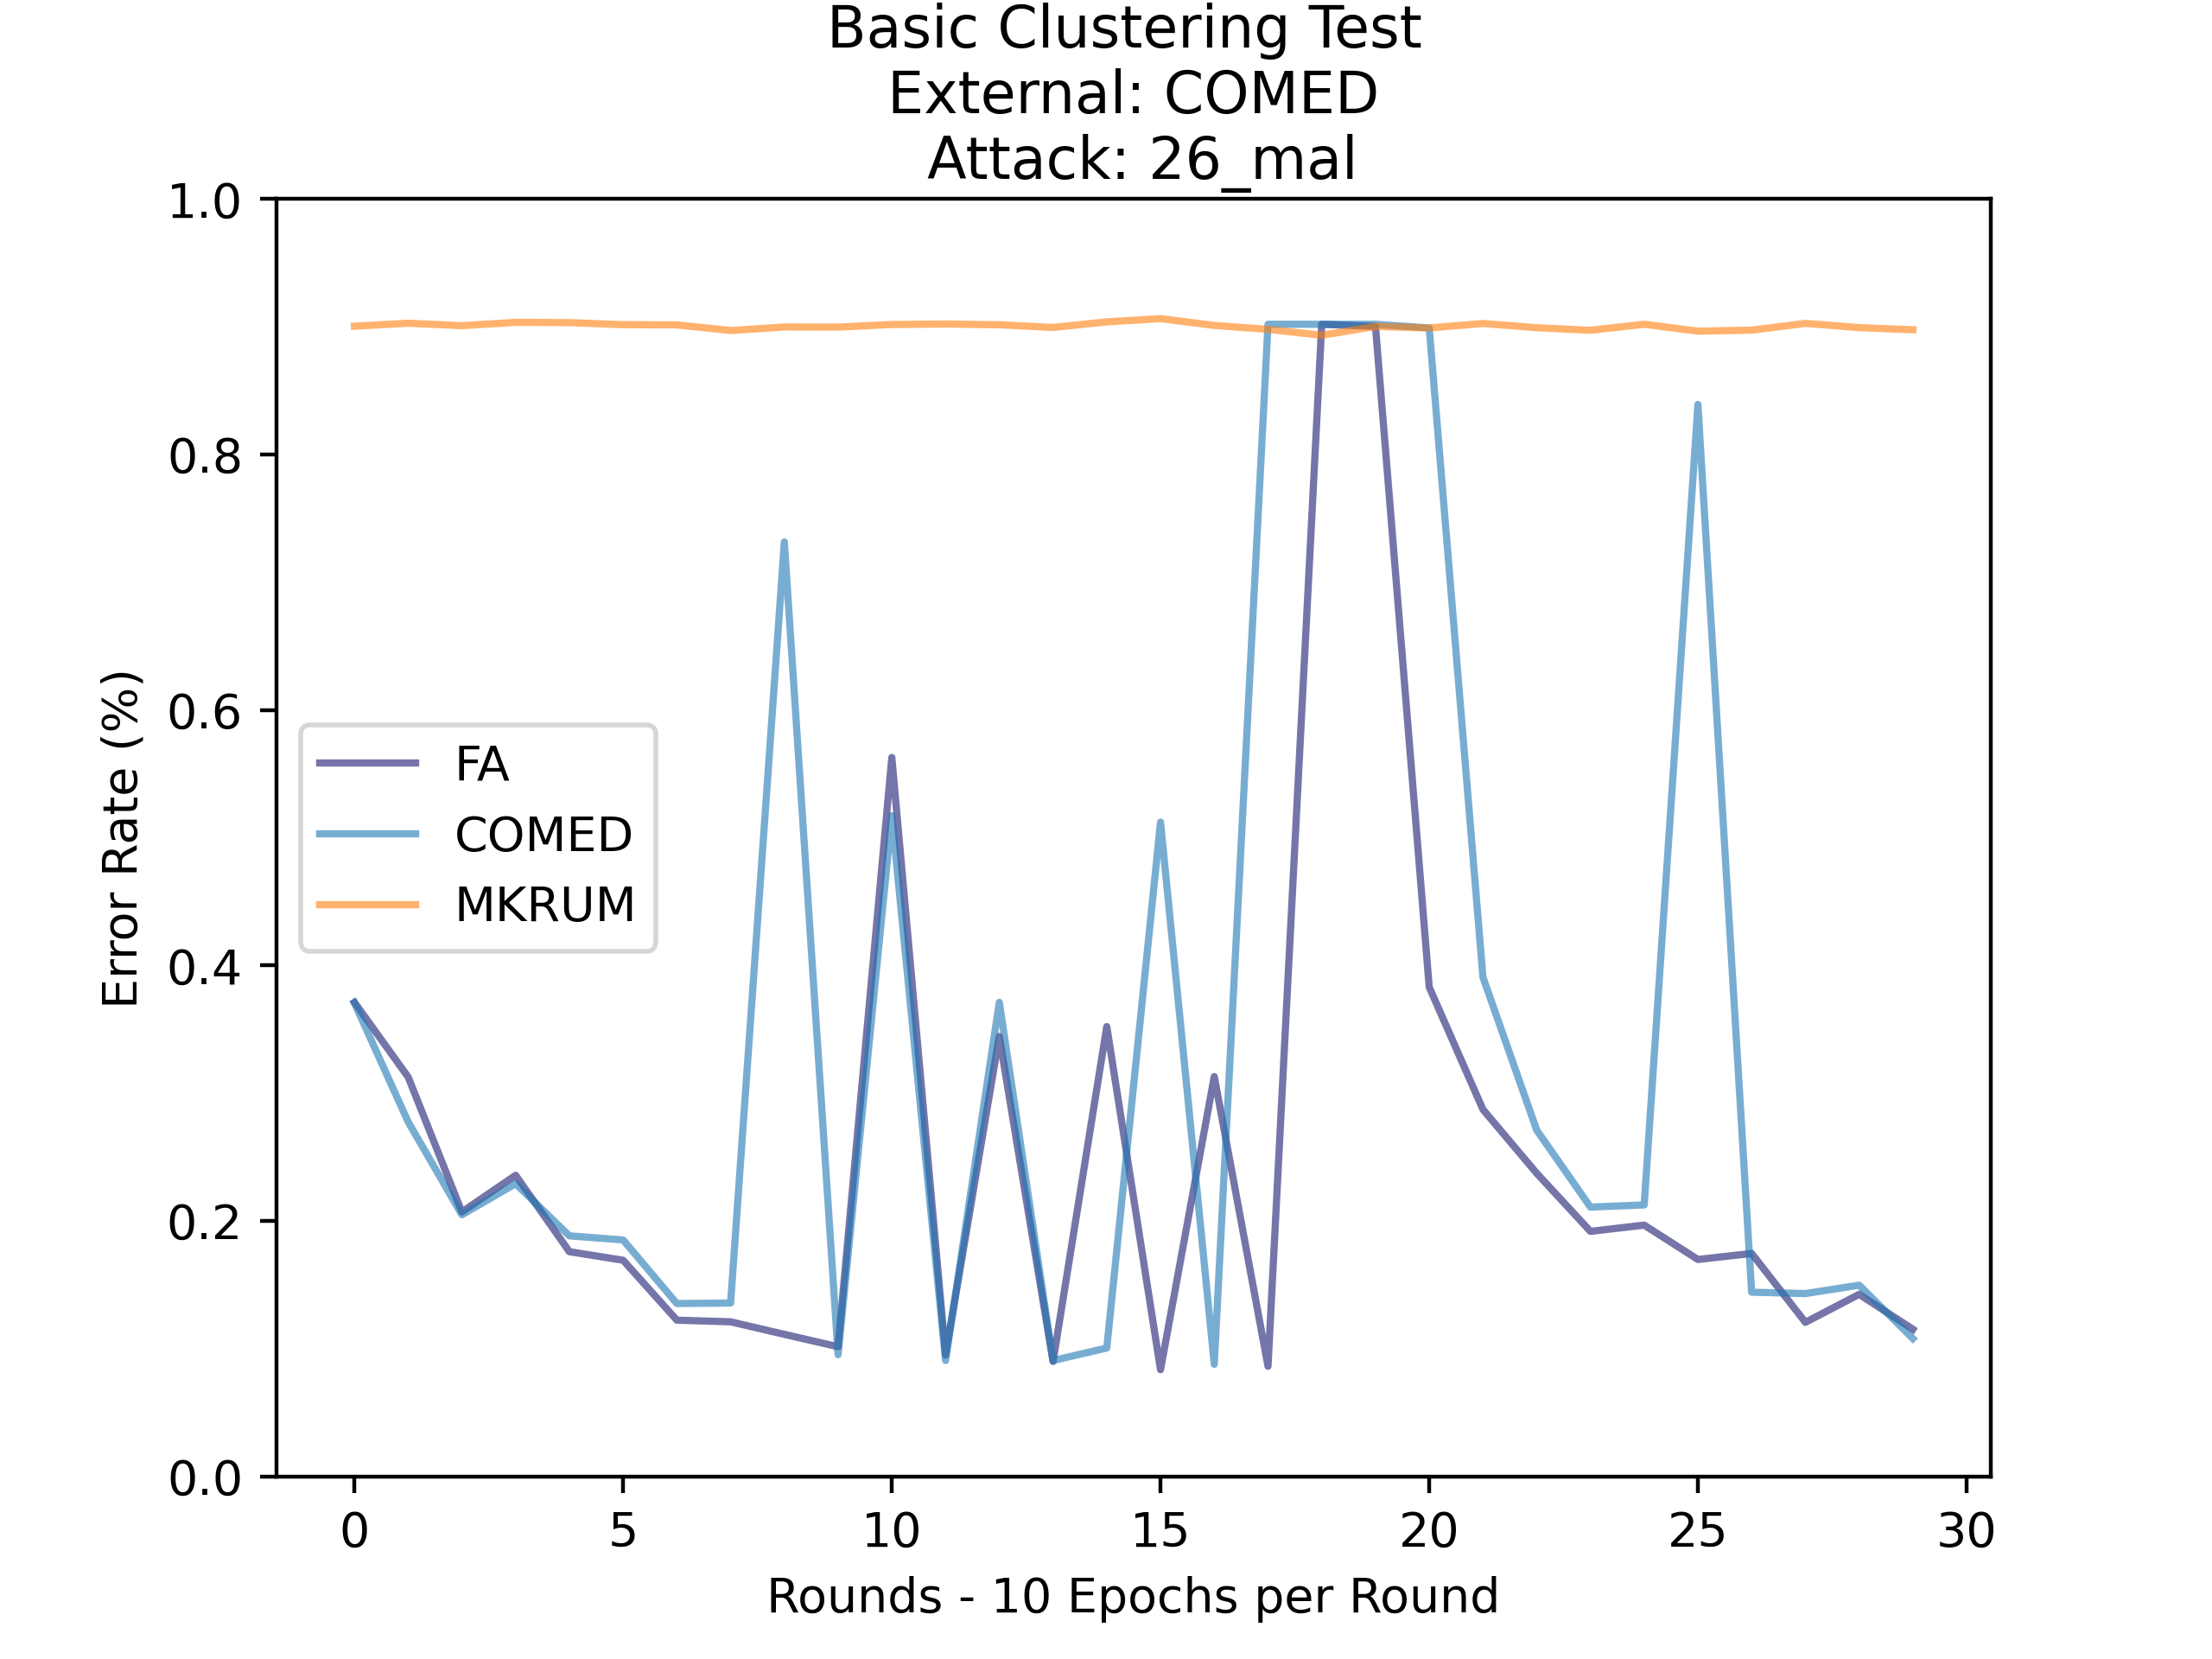 Basic Clustering Test
External: COMED
Attack: 26_mal
1.0
0.8
0.6
0.4
0.2
0.0
Error Rate (%)
FA
COMED
MKRUM
0 5 10 15 20 25 30
Rounds - 10 Epochs per Round